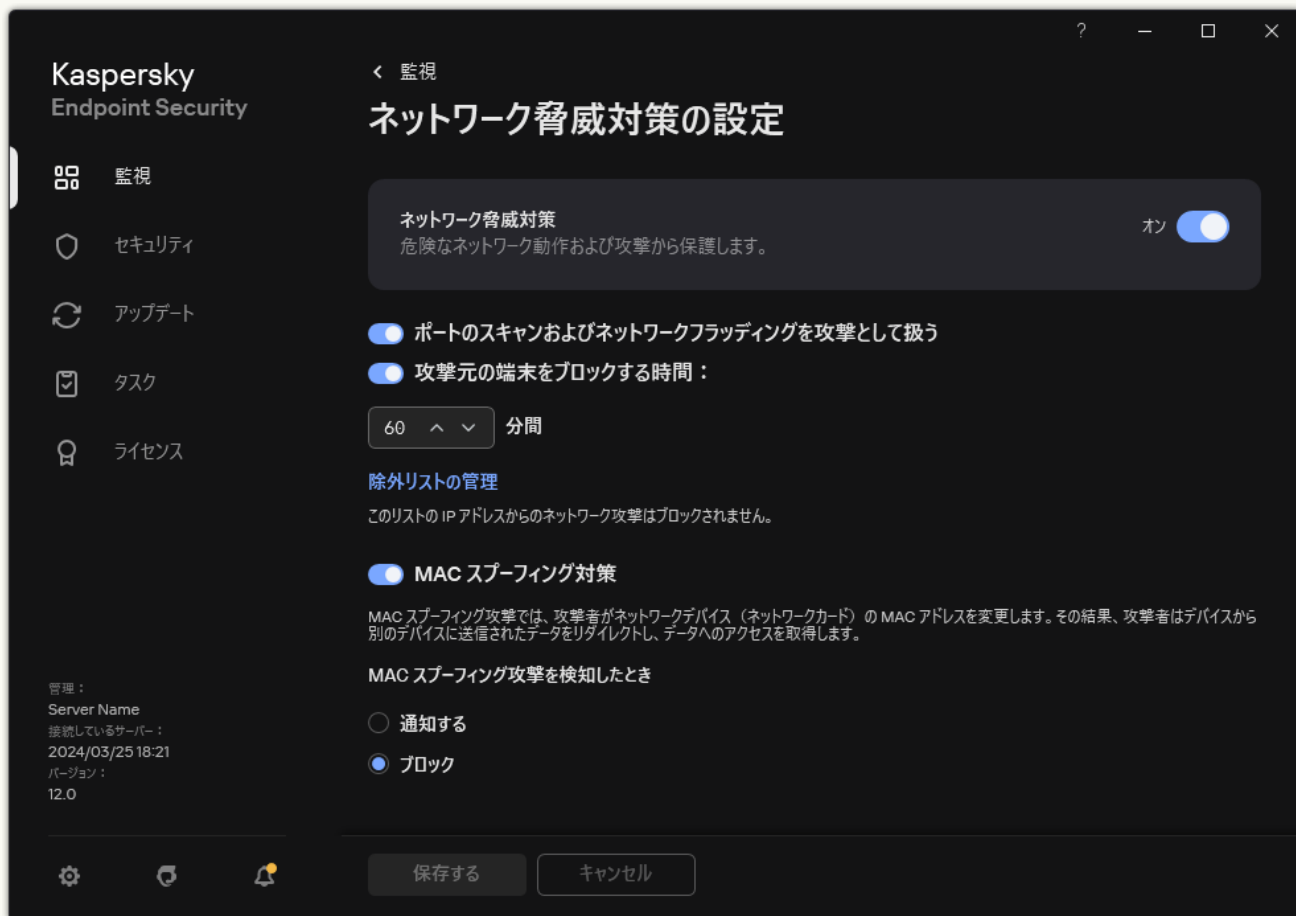 Kaspersky
Endpoint Security
監視
セキュリティ
アップデート
タスク
ライセンス
管理：
Server Name
接続しているサーバー：
2024/03/25 18:21
バージョン：
12.0
?
監視
ネットワーク脅威対策の設定
ネットワーク脅威対策
危険なネットワーク動作および攻撃から保護します。
オン
ポートのスキャンおよびネットワークフラッディングを攻撃として扱う
攻撃元の端末をブロックする時間：
60
分間
除外リストの管理
このリストの IP アドレスからのネットワーク攻撃はブロックされません。
MAC スプーフィング対策
MAC スプーフィング攻撃では、攻撃者がネットワークデバイス（ネットワークカード）の MAC アドレスを変更します。その結果、攻撃者はデバイスから
別のデバイスに送信されたデータをリダイレクトし、データへのアクセスを取得します。
MAC スプーフィング攻撃を検知したとき
通知する
ブロック
保存する
キャンセル